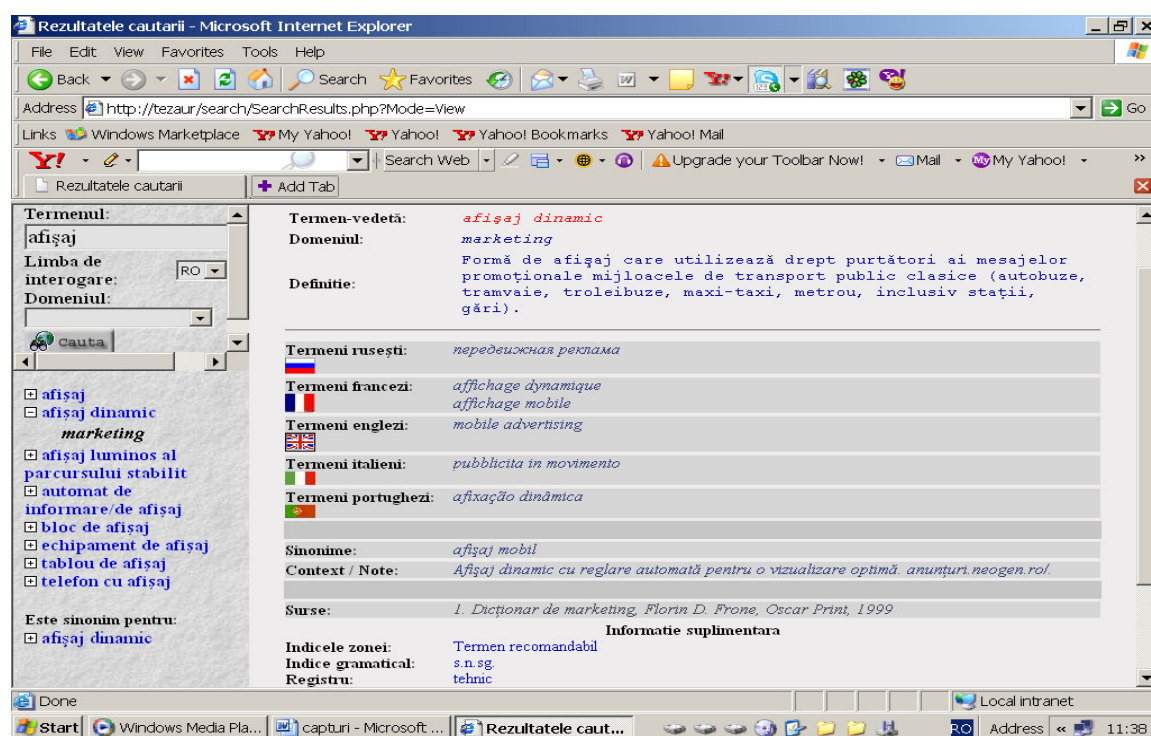 Rezultatele cautarii - Microsoft Internet Explorer
File Edit View Favorites Tools Help
Back Search Favorites
Address http://tezaur/search/SearchResults.php?Mode=View Go
Links Windows Marketplace My Yahoo! Yahoo! Yahoo! Bookmarks Yahoo! Mail
Y! Search Web Upgrade your Toolbar Now! Mail My Yahoo! »
Rezultatele cautarii Add Tab
Termenul:
afişaj
Limba de
interogare: RO
Domeniul:
Cauta
afişaj
afişaj dinamic
marketing
afişaj luminos al
parcursului stabilit
automat de
informare/de afişaj
bloc de afişaj
echipament de afişaj
tablou de afişaj
telefon cu afişaj
Este sinonim pentru:
afişaj dinamic
Termen-vedetă: afişaj dinamic
Domeniul: marketing
Definitie: Formă de afişaj care utilizează drept purtători ai mesajelor
promoţionale mijloacele de transport public clasice (autobuze,
tramvaie, troleibuze, maxi-taxi, metrou, inclusiv staţii,
gări).
Termeni ruseşti: передвижная реклама
Termeni francezi: affichage dynamique
affichage mobile
Termeni englezi: mobile advertising
Termeni italieni: pubblicita in movimento
Termeni portughezi: afixação dinâmica
Sinonime: afişaj mobil
Context / Note: Afişaj dinamic cu reglare automată pentru o vizualizare optimă. anunţuri.neogen.ro/.
Surse: 1. Dicţionar de marketing, Florin D. Frone, Oscar Print, 1999
Informatie suplimentara
Indicele zonei: Termen recomandabil
Indice gramatical: s.n.sg.
Registru: tehnic
Done Local intranet
Start Windows Media Pla... capturi - Microsoft ... Rezultatele caut... RO Address « 11:38